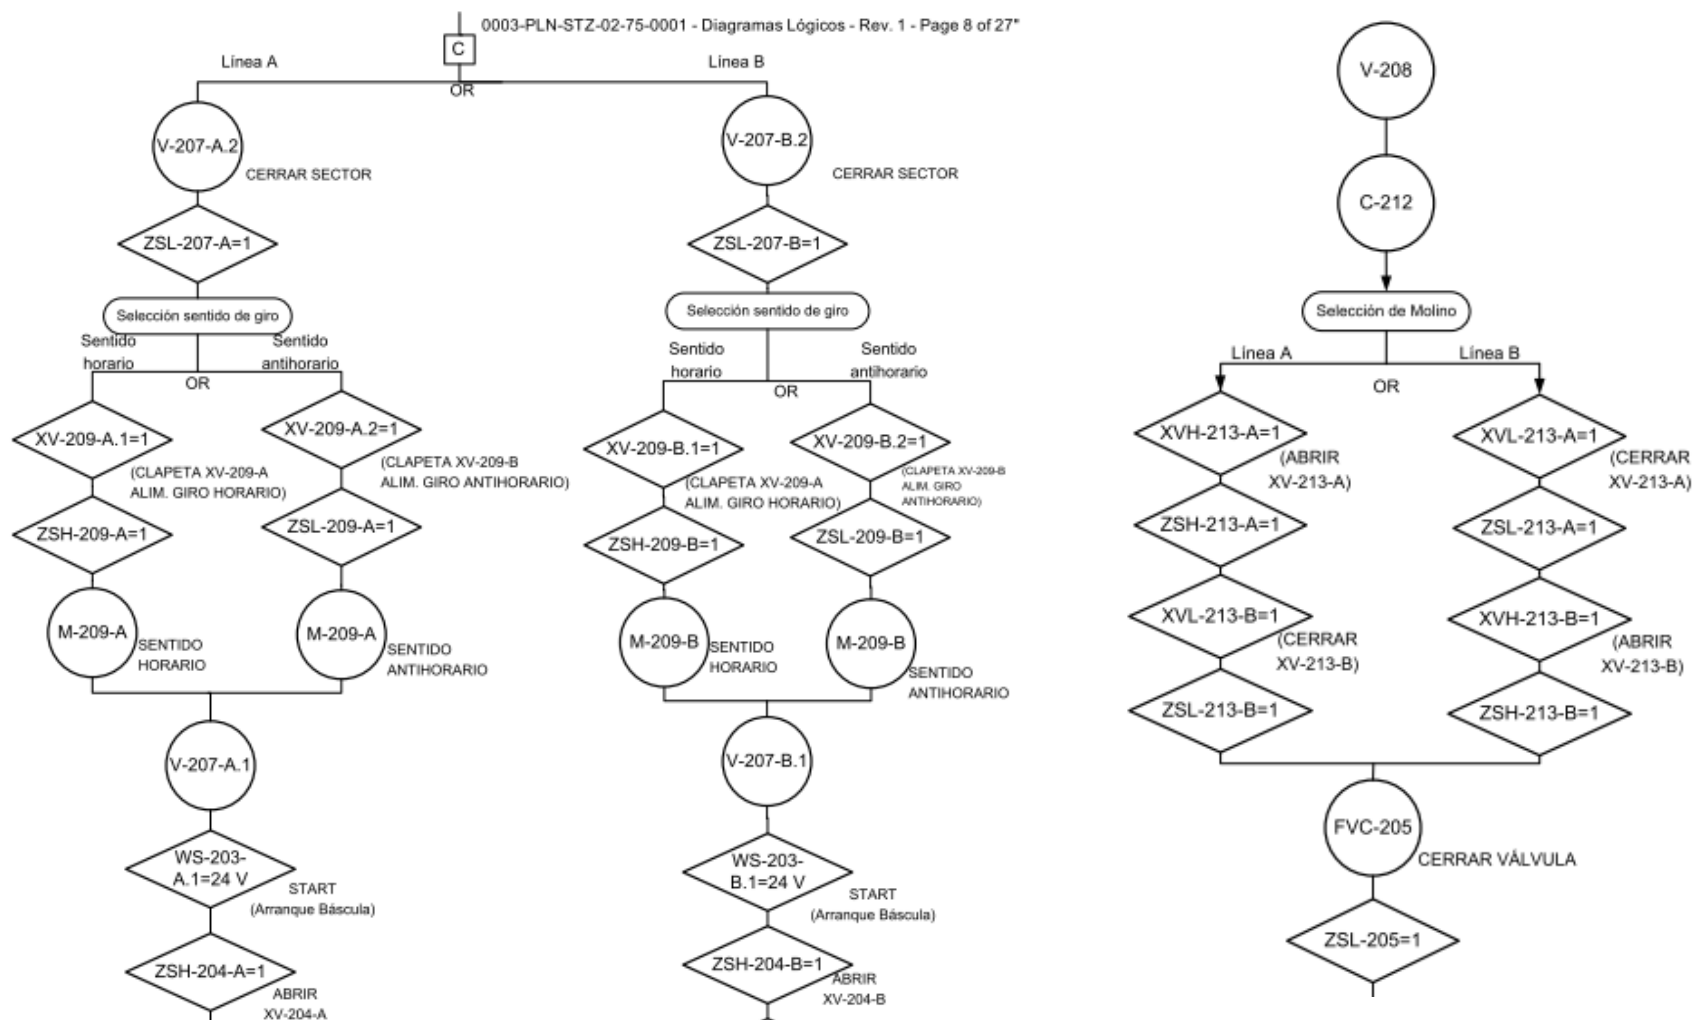 0003-PLN-STZ-02-75-0001 - Diagramas Lógicos - Rev. 1 - Page 8 of 27"
C
Línea A
Línea B
OR
V-207-A.2
CERRAR SECTOR
ZSL-207-A=1
Selección sentido de giro
Sentido
horario
Sentido
antihorario
OR
XV-209-A.1=1
(CLAPETA XV-209-A
ALIM. GIRO HORARIO)
ZSH-209-A=1
M-209-A
SENTIDO
HORARIO
XV-209-A.2=1
(CLAPETA XV-209-B
ALIM. GIRO ANTIHORARIO)
ZSL-209-A=1
M-209-A
SENTIDO
ANTIHORARIO
V-207-A.1
WS-203-
A.1=24 V
START
(Arranque Báscula)
ZSH-204-A=1
ABRIR
XV-204-A
V-207-B.2
CERRAR SECTOR
ZSL-207-B=1
Selección sentido de giro
Sentido
horario
Sentido
antihorario
OR
XV-209-B.1=1
(CLAPETA XV-209-A
ALIM. GIRO HORARIO)
ZSH-209-B=1
M-209-B
SENTIDO
HORARIO
XV-209-B.2=1
(CLAPETA XV-209-B
ALIM. GIRO
ANTIHORARIO)
ZSL-209-B=1
M-209-B
SENTIDO
ANTIHORARIO
V-207-B.1
WS-203-
B.1=24 V
START
(Arranque Báscula)
ZSH-204-B=1
ABRIR
XV-204-B
V-208
C-212
Selección de Molino
Línea A
Línea B
OR
XVH-213-A=1
(ABRIR
XV-213-A)
ZSH-213-A=1
XVL-213-B=1
(CERRAR
XV-213-B)
ZSL-213-B=1
XVL-213-A=1
(CERRAR
XV-213-A)
ZSL-213-A=1
XVH-213-B=1
(ABRIR
XV-213-B)
ZSH-213-B=1
FVC-205
CERRAR VÁLVULA
ZSL-205=1